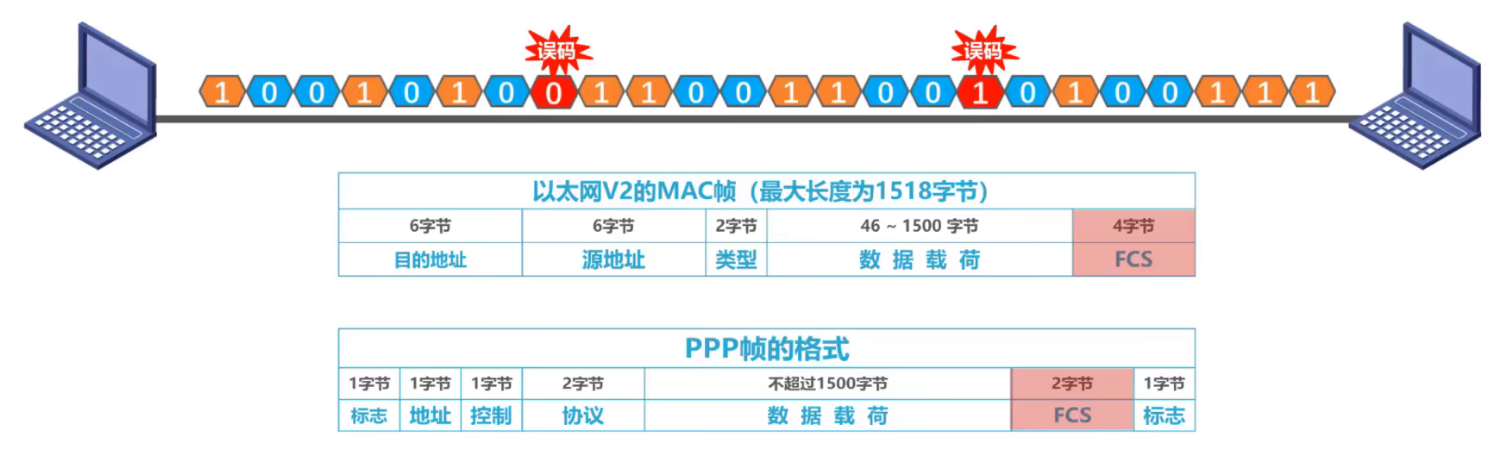 误码 误码
1 0 0 1 0 1 0 0 1 1 0 0 1 1 0 0 1 0 1 0 0 1 1 1
以太网V2的MAC帧（最大长度为1518字节）
6字节 6字节 2字节 46 ~ 1500 字节 4字节
目的地址 源地址 类型 数 据 载 荷 FCS
PPP帧的格式
1字节 1字节 1字节 2字节 不超过1500字节 2字节 1字节
标志 地址 控制 协议 数 据 载 荷 FCS 标志